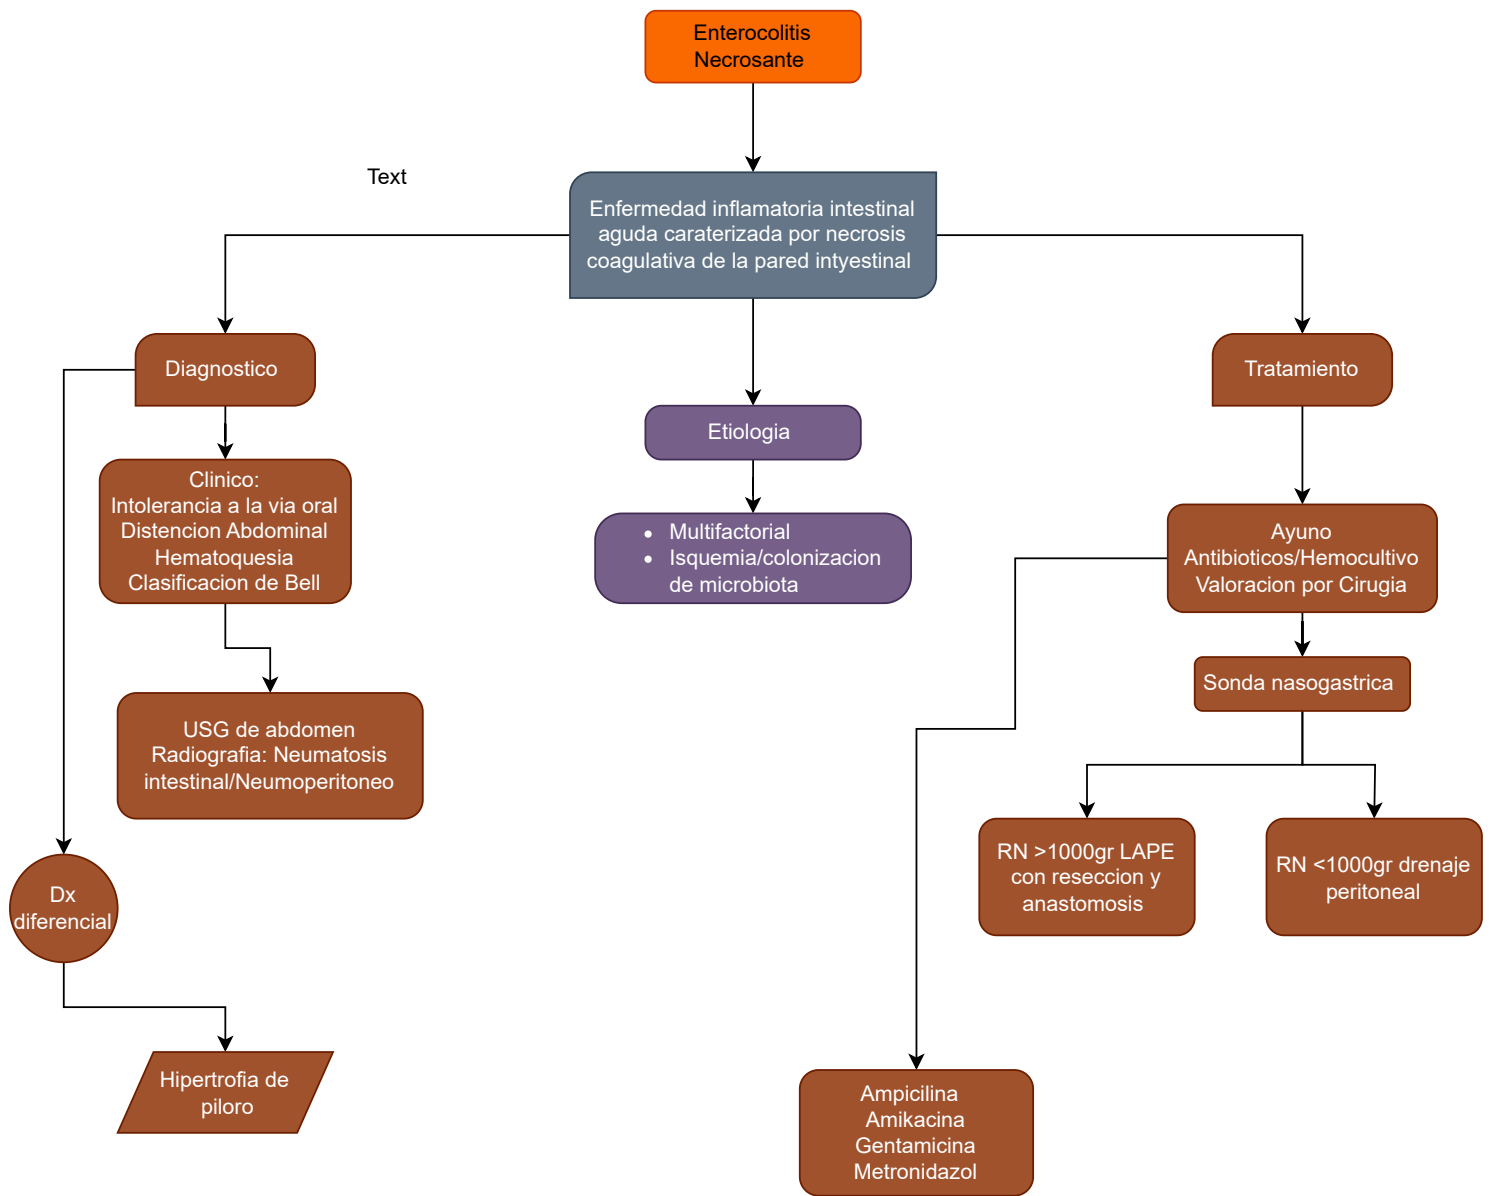 Enterocolitis
Necrosante
Text
Enfermedad inflamatoria intestinal
aguda caraterizada por necrosis
coagulativa de la pared intyestinal
Diagnostico
Tratamiento
Etiologia
Clinico:
Intolerancia a la via oral
Distencion Abdominal
Hematoquesia
Clasificacion de Bell
• Multifactorial
• Isquemia/colonizacion
de microbiota
Ayuno
Antibioticos/Hemocultivo
Valoracion por Cirugia
Sonda nasogastrica
USG de abdomen
Radiografia: Neumatosis
intestinal/Neumoperitoneo
RN >1000gr LAPE
con reseccion y
anastomosis
RN <1000gr drenaje
peritoneal
Dx
diferencial
Hipertrofia de
piloro
Ampicilina
Amikacina
Gentamicina
Metronidazol